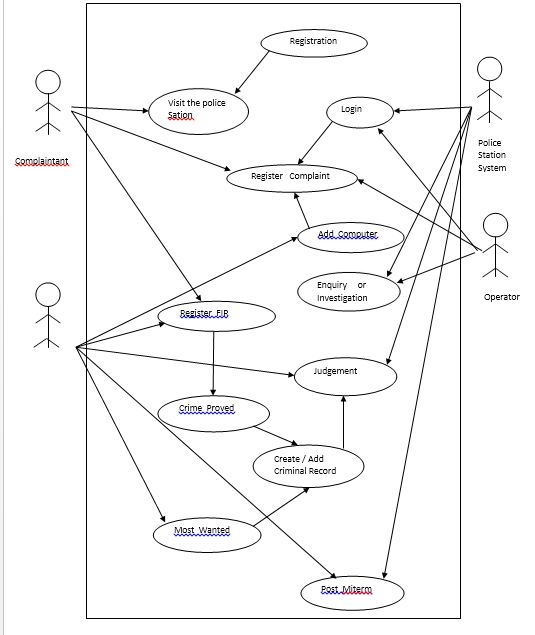 Registration
Visit the police
Sation
Login
Complaintant
Police
Station
System
Register Complaint
Add Computer
Enquiry or
Investigation
Operator
Register FIR
Judgement
Crime Proved
Create / Add
Criminal Record
Most Wanted
Post Miterm